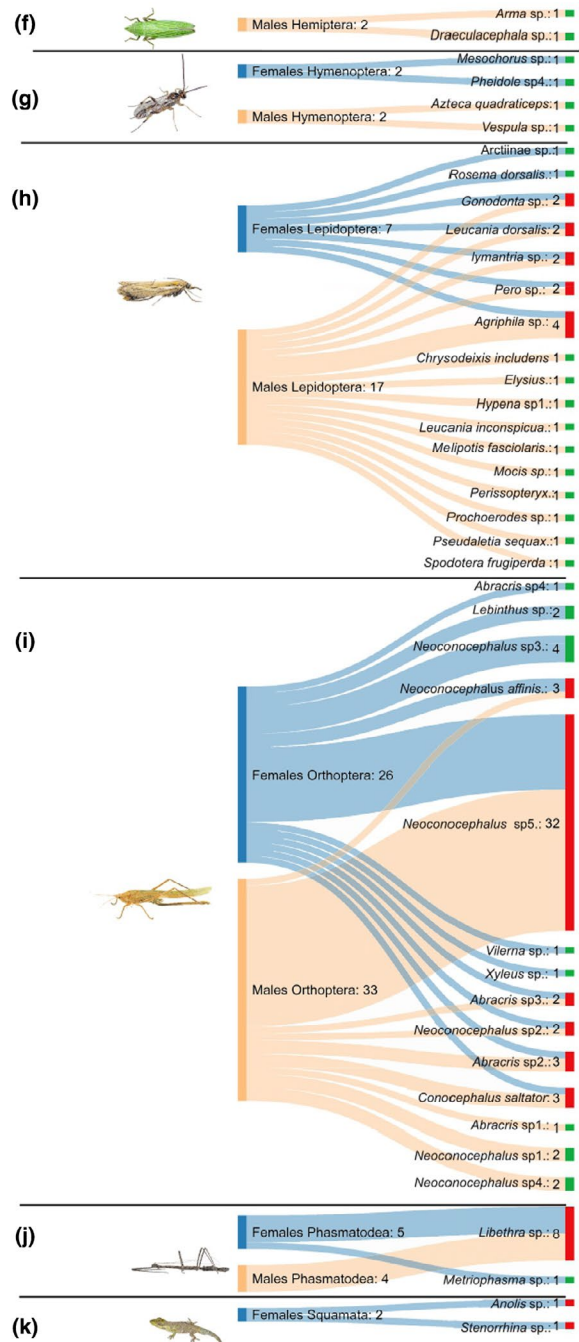 (f)
Males Hemiptera: 2
Arma sp.: 1
Draeculacephala sp.: 1
(g)
Females Hymenoptera: 2
Mesochorus sp.: 1
Pheidole sp4.: 1
Males Hymenoptera: 2
Azteca quadraticeps: 1
Vespula sp.: 1
(h)
Females Lepidoptera: 7
Males Lepidoptera: 17
Arctiinae sp.: 1
Rosema dorsalis.: 1
Gonodonta sp.: 2
Leucania dorsalis: 2
lymantria sp.: 2
Pero sp.: 2
Agriphila sp.: 4
Chrysodeixis includens 1
Elysius.: 1
Hypena sp1.: 1
Leucania inconspicua.: 1
Melipotis fasciolaris.: 1
Mocis sp.: 1
Perissopteryx.: 1
Prochoerodes sp.: 1
Pseudaletia sequax.: 1
Spodotera frugiperda : 1
(i)
Females Orthoptera: 26
Males Orthoptera: 33
Abracris sp4: 1
Lebinthus sp.: 2
Neoconocephalus sp3.: 4
Neoconocephalus affinis.: 3
Neoconocephalus sp5.: 32
Vilerna sp.: 1
Xyleus sp.: 1
Abracris sp3.: 2
Neoconocephalus sp2.: 2
Abracris sp2.: 3
Conocephalus saltator: 3
Abracris sp1.: 1
Neoconocephalus sp1.: 2
Neoconocephalus sp4.: 2
(j)
Females Phasmatodea: 5
Males Phasmatodea: 4
Libethra sp.: 8
Metriophasma sp.: 1
(k)
Females Squamata: 2
Anolis sp.: 1
Stenorrhina sp.: 1